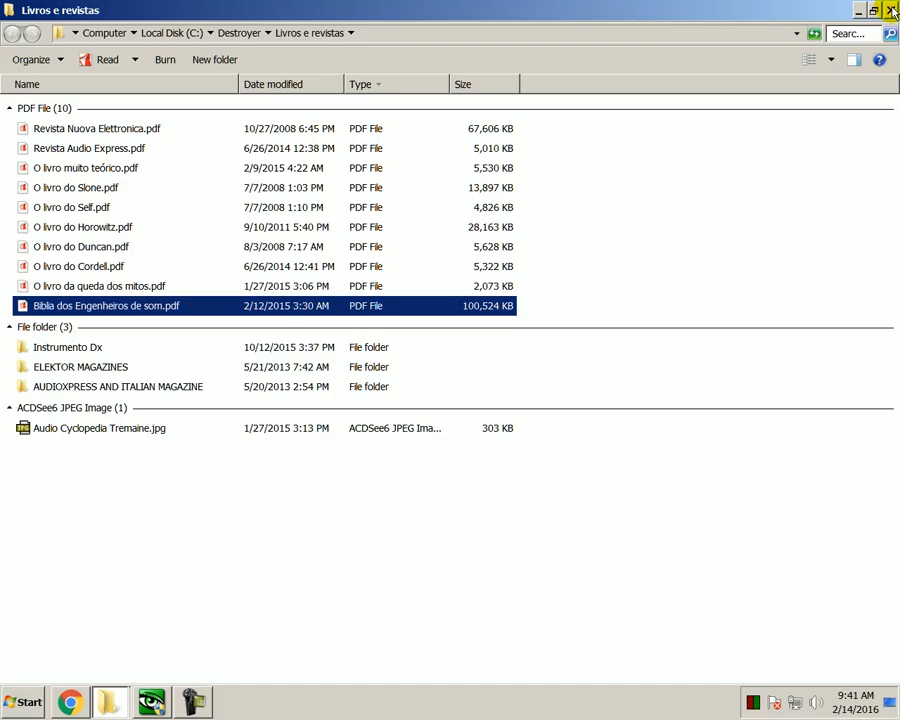 Livros e revistas
Computer Local Disk (C:) Destroyer Livros e revistas Searc...
Organize Read Burn New folder
Name Date modified Type Size
PDF File (10)
Revista Nuova Elettronica.pdf 10/27/2008 6:45 PM PDF File 67,606 KB
Revista Audio Express.pdf 6/26/2014 12:38 PM PDF File 5,010 KB
O livro muito teórico.pdf 2/9/2015 4:22 AM PDF File 5,530 KB
O livro do Slone.pdf 7/7/2008 1:03 PM PDF File 13,897 KB
O livro do Self.pdf 7/7/2008 1:10 PM PDF File 4,826 KB
O livro do Horowitz.pdf 9/10/2011 5:40 PM PDF File 28,163 KB
O livro do Duncan.pdf 8/3/2008 7:17 AM PDF File 5,628 KB
O livro do Cordell.pdf 6/26/2014 12:41 PM PDF File 5,322 KB
O livro da queda dos mitos.pdf 1/27/2015 3:06 PM PDF File 2,073 KB
Biblia dos Engenheiros de som.pdf 2/12/2015 3:30 AM PDF File 100,524 KB
File folder (3)
Instrumento Dx 10/12/2015 3:37 PM File folder
ELEKTOR MAGAZINES 5/21/2013 7:42 AM File folder
AUDIOXPRESS AND ITALIAN MAGAZINE 5/20/2013 2:54 PM File folder
ACDSee6 JPEG Image (1)
Audio Cyclopedia Tremaine.jpg 1/27/2015 3:13 PM ACDSee6 JPEG Ima... 303 KB
Start 9:41 AM
2/14/2016